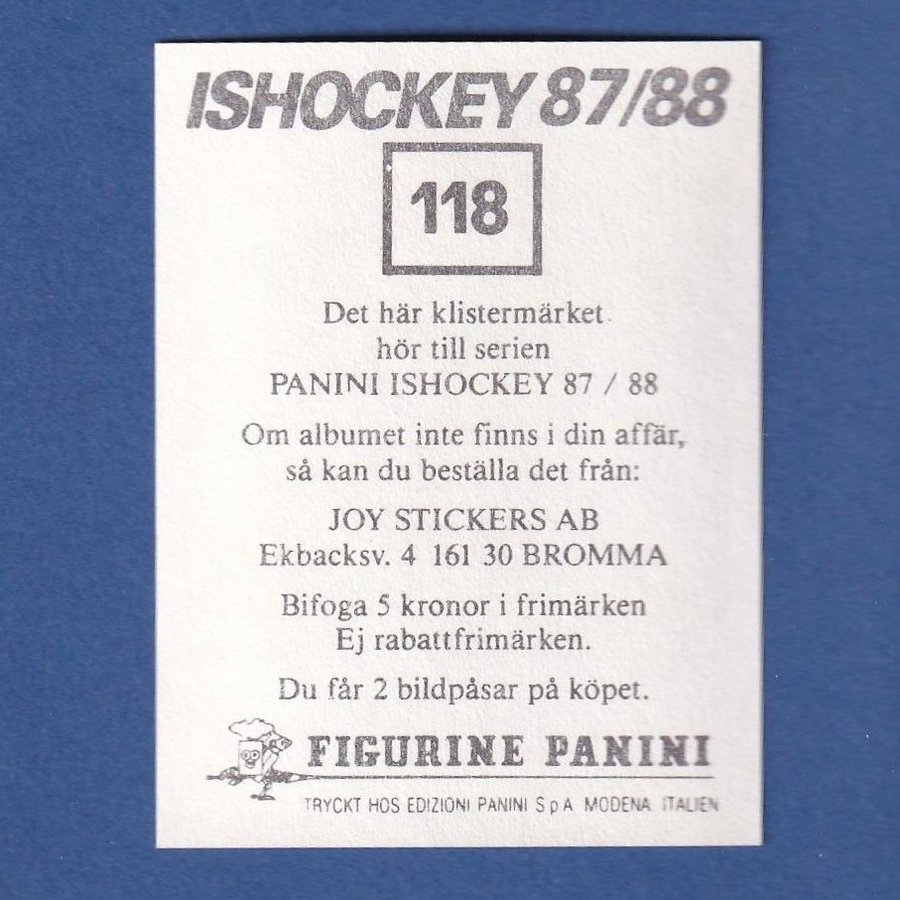 ISHOCKEY 87/88
118
Det här klistermärket
hör till serien
PANINI ISHOCKEY 87 / 88
Om albumet inte finns i din affär,
så kan du beställa det från:
JOY STICKERS AB
Ekbacksv. 4 161 30 BROMMA
Bifoga 5 kronor i frimärken
Ej rabattfrimärken.
Du får 2 bildpåsar på köpet.
FIGURINE PANINI
TRYCKT HOS EDIZIONI PANINI S p A MODENA ITALIEN